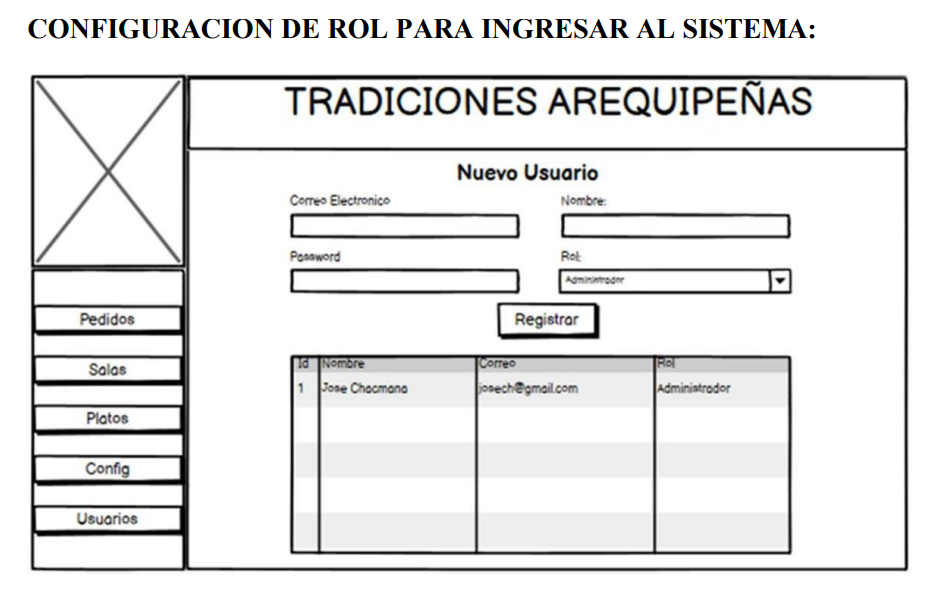 CONFIGURACION DE ROL PARA INGRESAR AL SISTEMA:
TRADICIONES AREQUIPEÑAS
Nuevo Usuario
Correo Electronico
Nombre:
Password
Rol:
Administrador
Registrar
Pedidos
Salas
Platos
Config
Usuarios
Id Nombre Correo Rol
1 Jose Chacmana josech@gmail.com Administrador